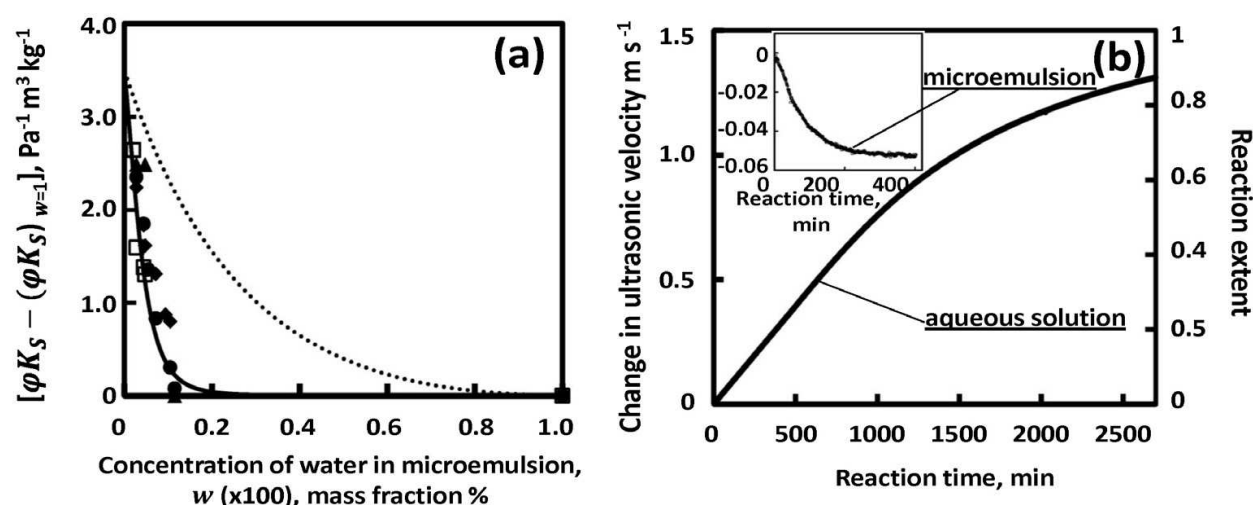 (a)
4.0
3.0
2.0
1.0
0
0 0.2 0.4 0.6 0.8 1.0
[φK_S − (φK_S)_{w=1}], Pa⁻¹ m³ kg⁻¹
Concentration of water in microemulsion,
w (x100), mass fraction %
(b)
1.5
1.0
0.5
0
Change in ultrasonic velocity m s⁻¹
0
-0.02
-0.04
-0.06
0 200 400
Reaction time,
min
microemulsion
aqueous solution
1
0.8
0.6
0.4
0.5
0
Reaction extent
0 500 1000 1500 2000 2500
Reaction time, min